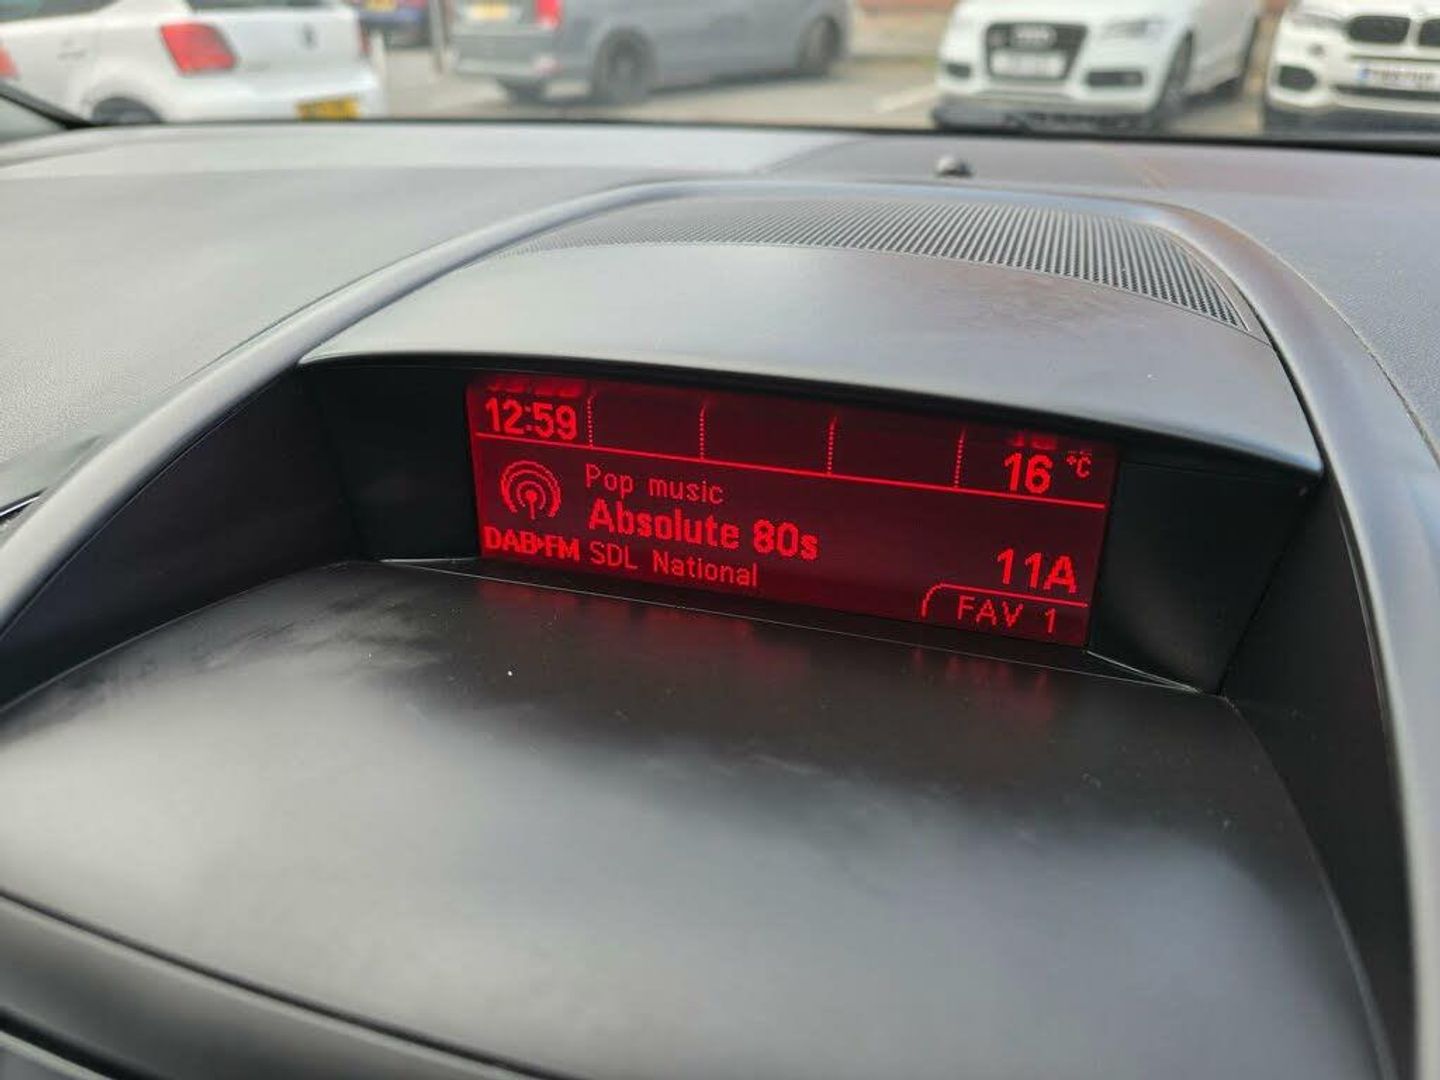 12:59
16 °C
Pop music
Absolute 80s
DAB▸FM SDL National
11A
FAV 1